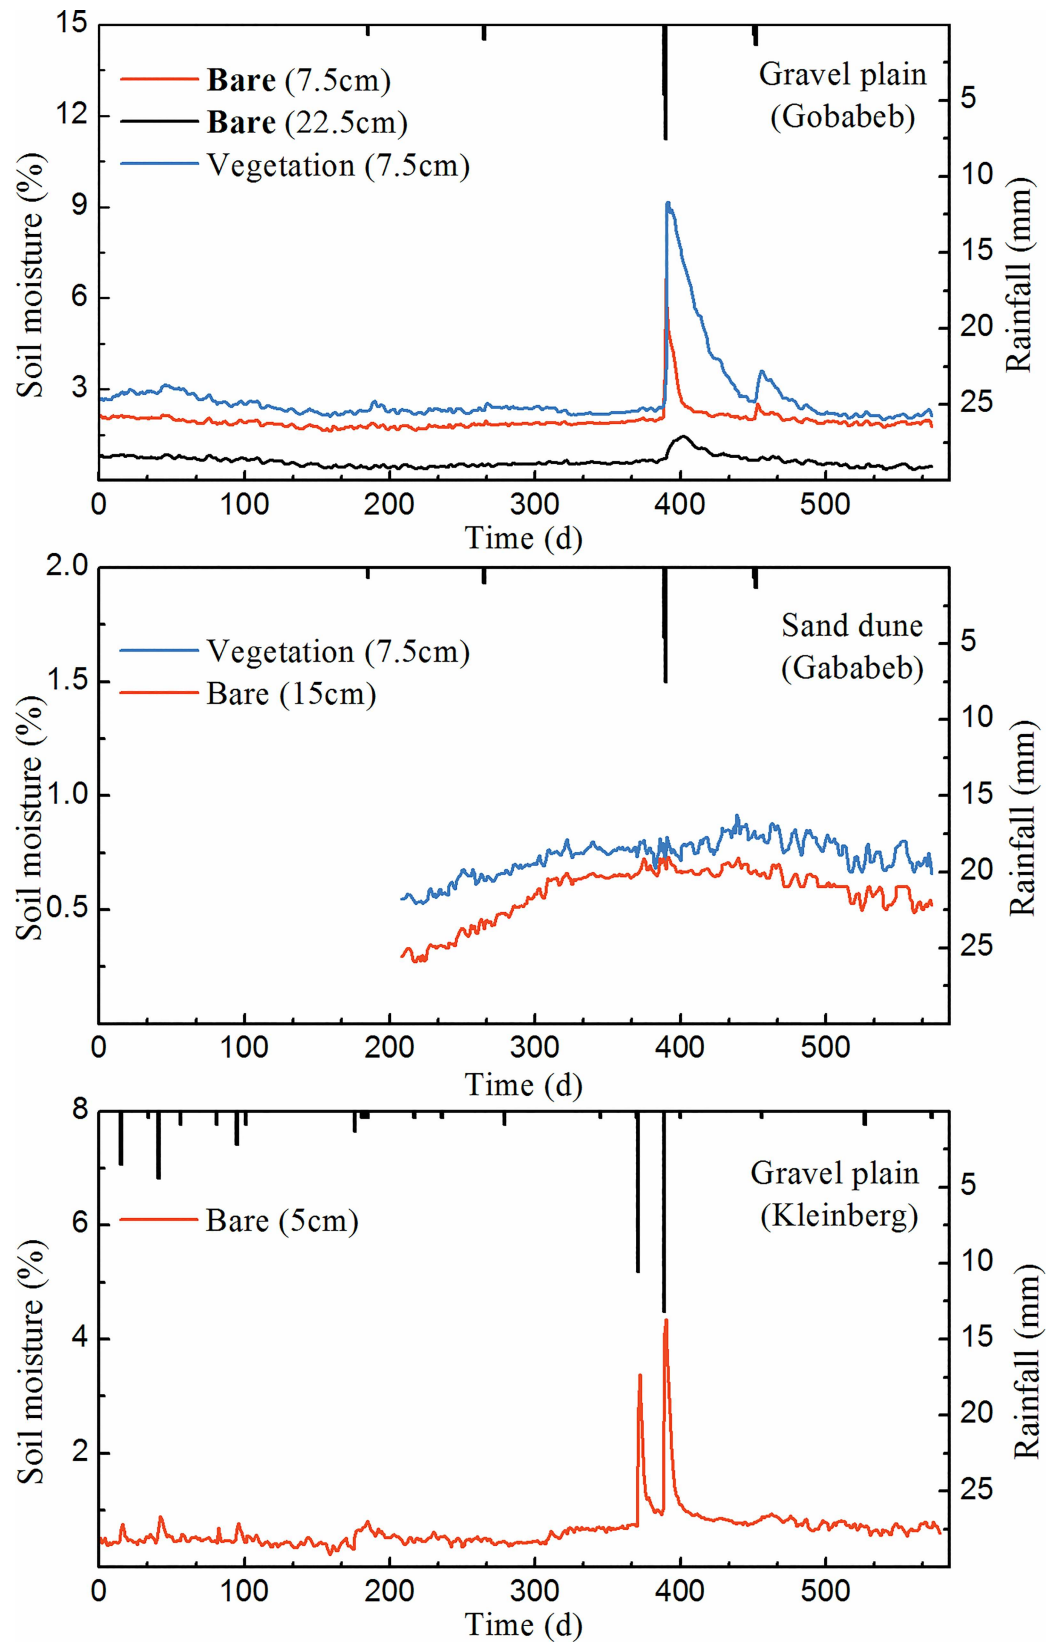 15
12
9
6
3
Soil moisture (%)
Bare (7.5cm)
Bare (22.5cm)
Vegetation (7.5cm)
Gravel plain
(Gobabeb)
5
10
15
20
25
Rainfall (mm)
0 100 200 300 400 500
Time (d)
2.0
1.5
1.0
0.5
Soil moisture (%)
Vegetation (7.5cm)
Bare (15cm)
Sand dune
(Gababeb)
5
10
15
20
25
Rainfall (mm)
0 100 200 300 400 500
Time (d)
8
6
4
2
Soil moisture (%)
Bare (5cm)
Gravel plain
(Kleinberg)
5
10
15
20
25
Rainfall (mm)
0 100 200 300 400 500
Time (d)